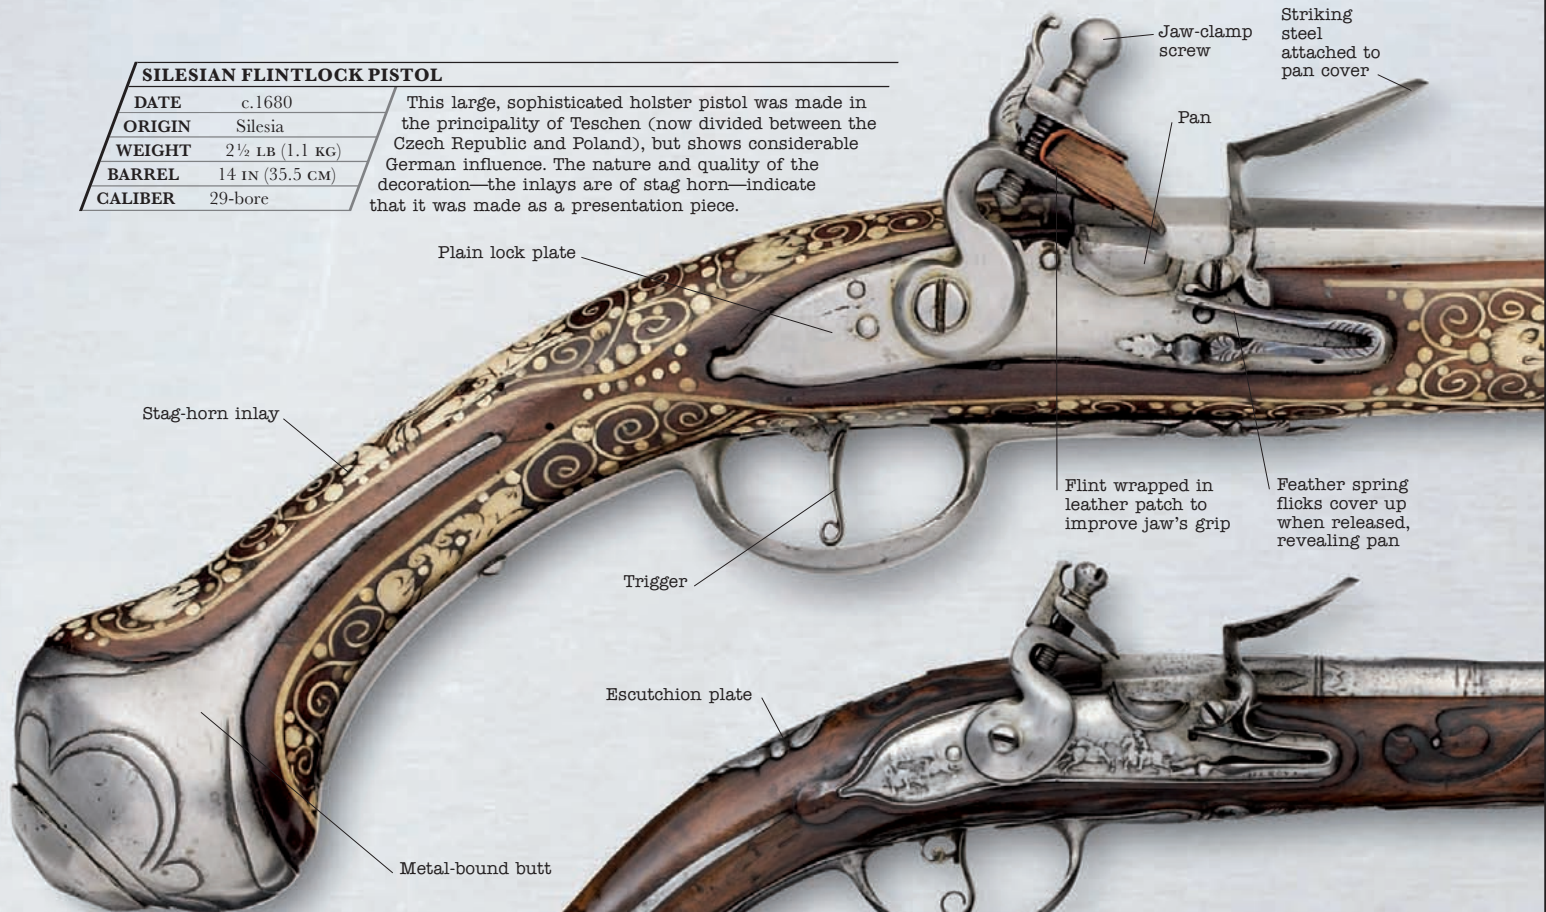 SILESIAN FLINTLOCK PISTOL
DATE c.1680
ORIGIN Silesia
WEIGHT 2½ LB (1.1 KG)
BARREL 14 IN (35.5 CM)
CALIBER 29-bore
This large, sophisticated holster pistol was made in
the principality of Teschen (now divided between the
Czech Republic and Poland), but shows considerable
German influence. The nature and quality of the
decoration—the inlays are of stag horn—indicate
that it was made as a presentation piece.
Jaw-clamp
screw
Striking
steel
attached to
pan cover
Pan
Plain lock plate
Stag-horn inlay
Flint wrapped in
leather patch to
improve jaw's grip
Feather spring
flicks cover up
when released,
revealing pan
Trigger
Escutchion plate
Metal-bound butt